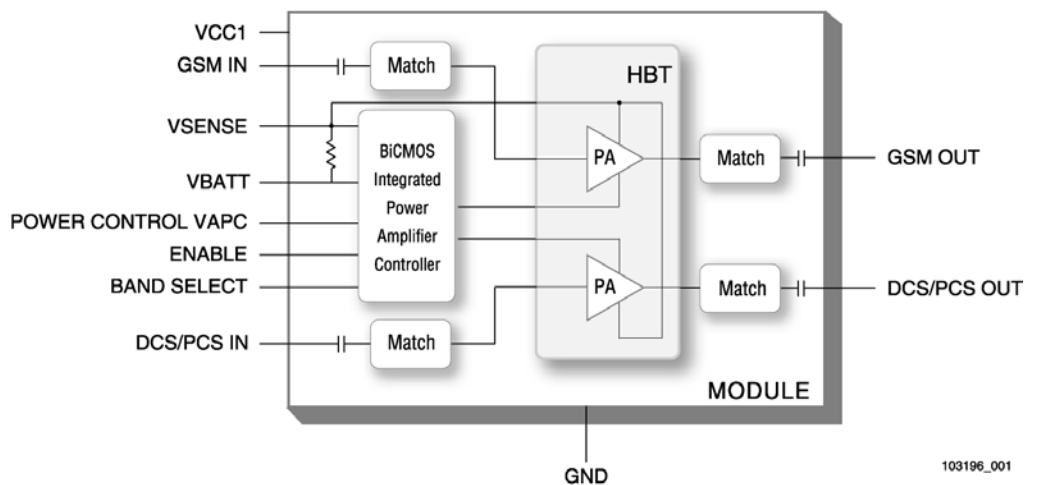 VCC1
GSM IN
Match
HBT
VSENSE
BiCMOS
Integrated
Power
Amplifier
Controller
PA
Match
GSM OUT
VBATT
POWER CONTROL VAPC
ENABLE
BAND SELECT
PA
Match
DCS/PCS OUT
DCS/PCS IN
Match
MODULE
GND
103196_001